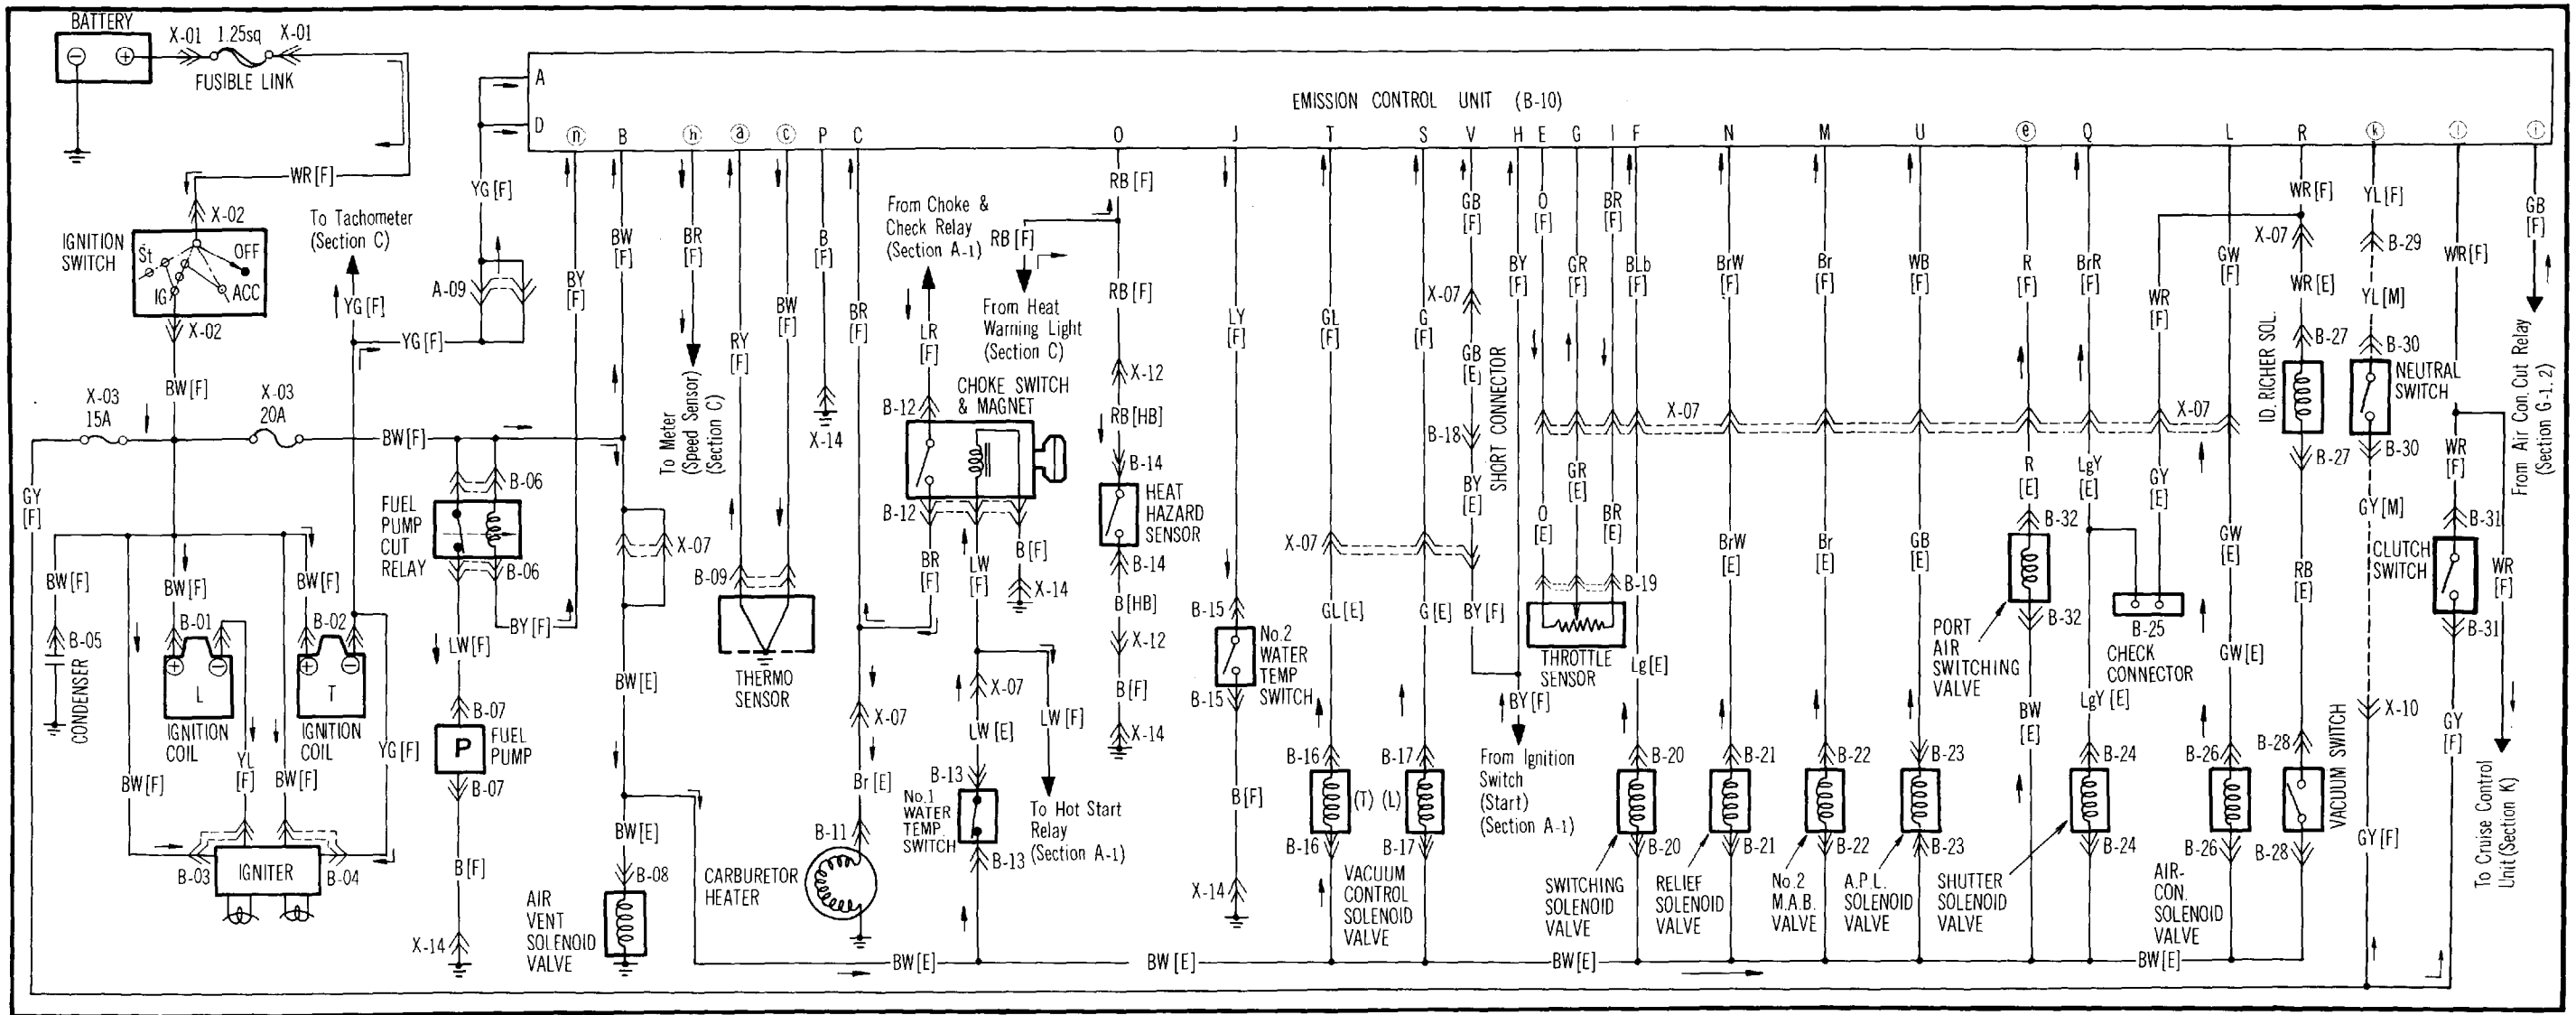 BATTERY
X-01 1.25sq X-01
FUSIBLE LINK
WR[F]
X-02
IGNITION
SWITCH
St
OFF
IG
ACC
X-02
BW[F]
To Tachometer
(Section C)
YG[F]
YG[F]
YG[F]
A-09
X-03
15A
X-03
20A
BW[F]
GY
[F]
BW[F]
BW[F]
BW[F]
B-05
CONDENSER
B-01
B-02
L
T
IGNITION
COIL
IGNITION
COIL
YL
[F]
YG[F]
BW[F]
BW[F]
B-03
IGNITER
B-04
FUEL
PUMP
CUT
RELAY
B-06
B-06
BY[F]
LW[F]
B-07
P
FUEL
PUMP
B-07
B[F]
X-14
EMISSION CONTROL UNIT (B-10)
A
D
n B h a c P C O J T S V H E G I F N M U e Q L R k l i
BY
[F]
BW
[F]
X-07
BW[E]
BW[E]
B-08
AIR
VENT
SOLENOID
VALVE
BR
[F]
To Meter
(Speed Sensor)
(Section C)
RY
[F]
BW
[F]
B-09
THERMO
SENSOR
B
[F]
X-14
BR
[F]
X-07
Br[E]
B-11
CARBURETOR
HEATER
From Choke &
Check Relay
(Section A-1)
LR
[F]
CHOKE SWITCH
& MAGNET
B-12
B-12
BR
[F]
LW
[F]
B[F]
X-14
X-07
LW[E]
LW[F]
B-13
No.1
WATER
TEMP.
SWITCH
B-13
To Hot Start
Relay
(Section A-1)
BW[E]
RB[F]
RB[F]
From Heat
Warning Light
(Section C)
RB[F]
X-12
RB[HB]
B-14
HEAT
HAZARD
SENSOR
B-14
B[HB]
X-12
B[F]
X-14
BW[E]
LY
[F]
B-15
No.2
WATER
TEMP
SWITCH
B-15
B[F]
X-14
GL
[F]
X-07
GL[E]
B-16
(T) (L)
B-16
G
[F]
G[E]
B-17
B-17
VACUUM
CONTROL
SOLENOID
VALVE
GB
[F]
X-07
GB
[E]
B-18
BY
[E]
BY[F]
SHORT CONNECTOR
BY
[F]
BY[F]
From Ignition
Switch
(Start)
(Section A-1)
O
[F]
GR
[F]
BR
[F]
O
[E]
GR
[E]
BR
[E]
B-19
THROTTLE
SENSOR
BW[E]
BLb
[F]
X-07
Lg[E]
B-20
B-20
SWITCHING
SOLENOID
VALVE
BrW
[F]
BrW
[E]
B-21
B-21
RELIEF
SOLENOID
VALVE
Br
[F]
Br
[E]
B-22
B-22
No.2
M.A.B.
VALVE
WB
[F]
GB
[E]
B-23
B-23
A.P.L.
SOLENOID
VALVE
R
[F]
R
[E]
B-32
B-32
PORT
AIR
SWITCHING
VALVE
BW
[E]
BrR
[F]
LgY
[E]
LgY[E]
B-24
B-24
SHUTTER
SOLENOID
VALVE
WR
[F]
X-07
GY
[E]
B-25
CHECK
CONNECTOR
GW
[F]
GW
[E]
GW[E]
B-26
B-26
AIR-
CON.
SOLENOID
VALVE
BW[E]
WR[F]
X-07
WR[E]
B-27
I.D. RICHER SOL.
B-27
RB
[E]
B-28
VACUUM SWITCH
B-28
YL[F]
B-29
YL[M]
B-30
NEUTRAL
SWITCH
B-30
GY[M]
X-10
GY[F]
WR[F]
WR
[F]
B-31
CLUTCH
SWITCH
B-31
GY
[F]
WR
[F]
To Cruise Control
Unit (Section K)
GB
[F]
From Air Con. Cut Relay
(Section G-1, 2)